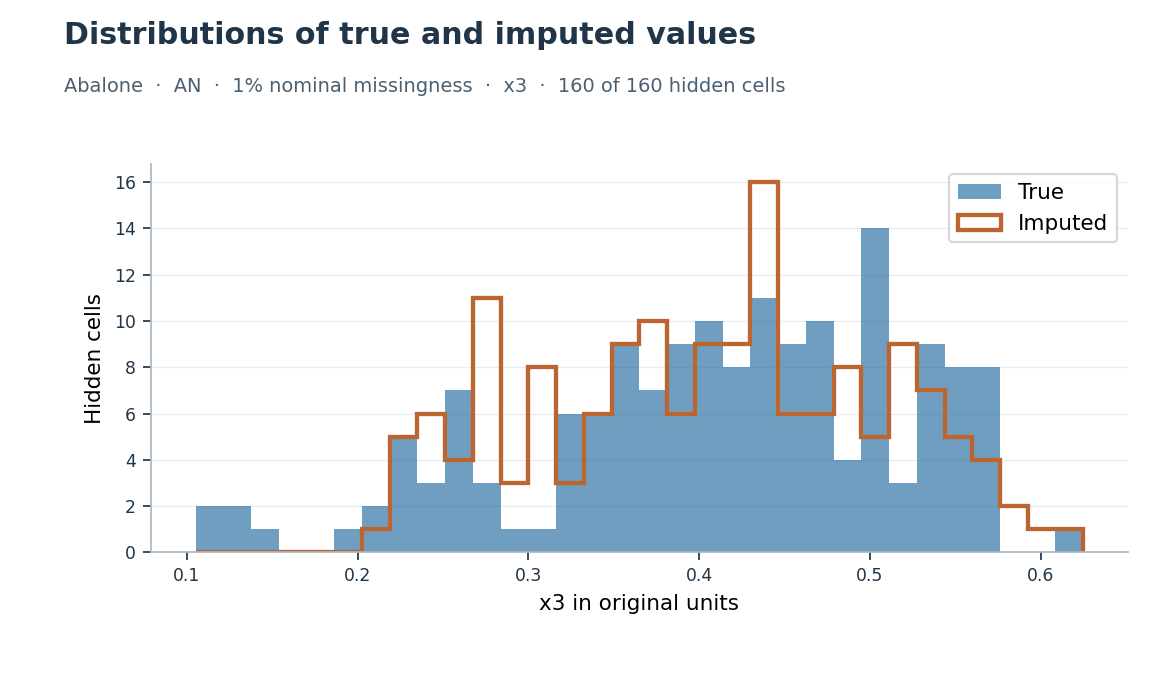 Distributions of true and imputed values
Abalone · AN · 1% nominal missingness · x3 · 160 of 160 hidden cells
True
Imputed
Hidden cells
16
14
12
10
8
6
4
2
0
0.1 0.2 0.3 0.4 0.5 0.6
x3 in original units